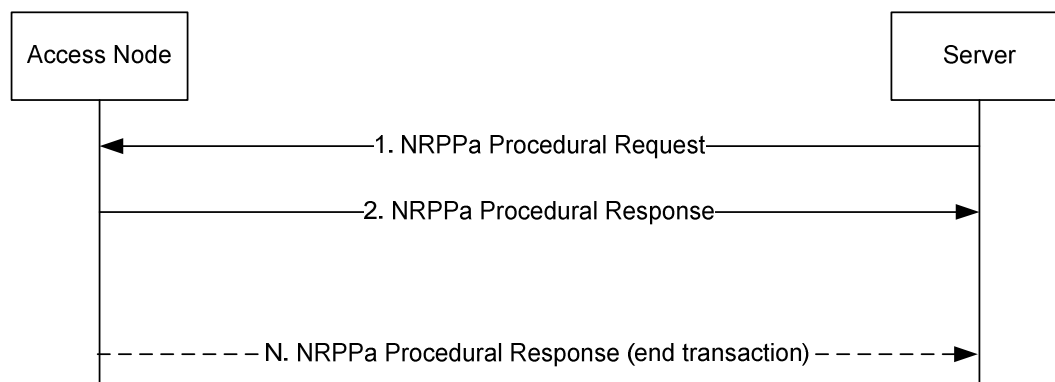 Access Node
Server
1. NRPPa Procedural Request
2. NRPPa Procedural Response
N. NRPPa Procedural Response (end transaction)